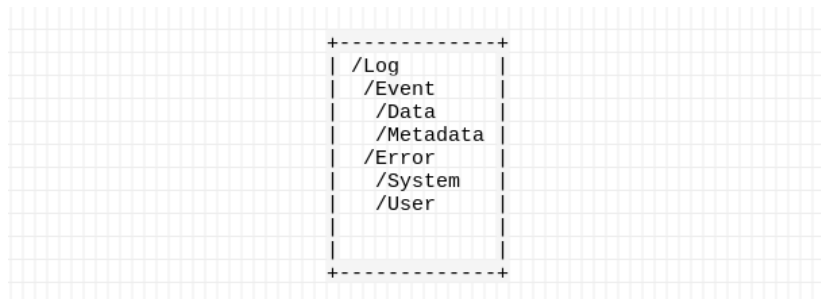 +-------------+
| /Log        |
|  /Event     |
|   /Data     |
|   /Metadata |
|  /Error     |
|   /System   |
|   /User     |
|             |
|             |
+-------------+